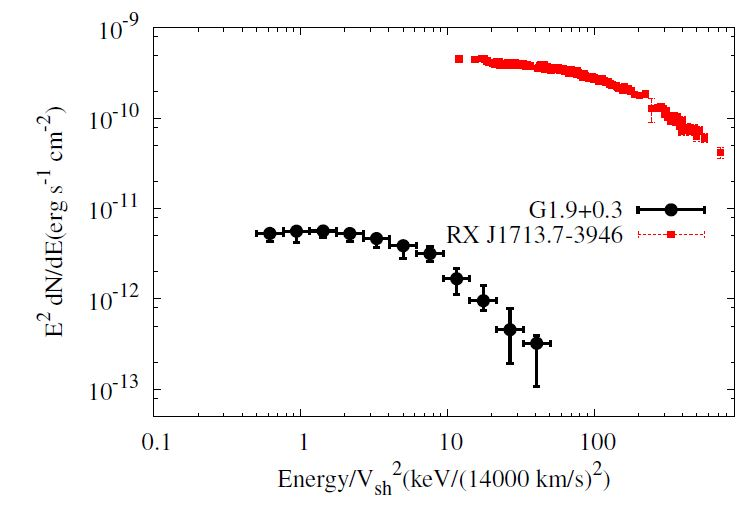 10^-9
10^-10
10^-11
10^-12
10^-13
E^2 dN/dE(erg s^-1 cm^-2)
G1.9+0.3
RX J1713.7-3946
0.1 1 10 100
Energy/V_sh^2(keV/(14000 km/s)^2)